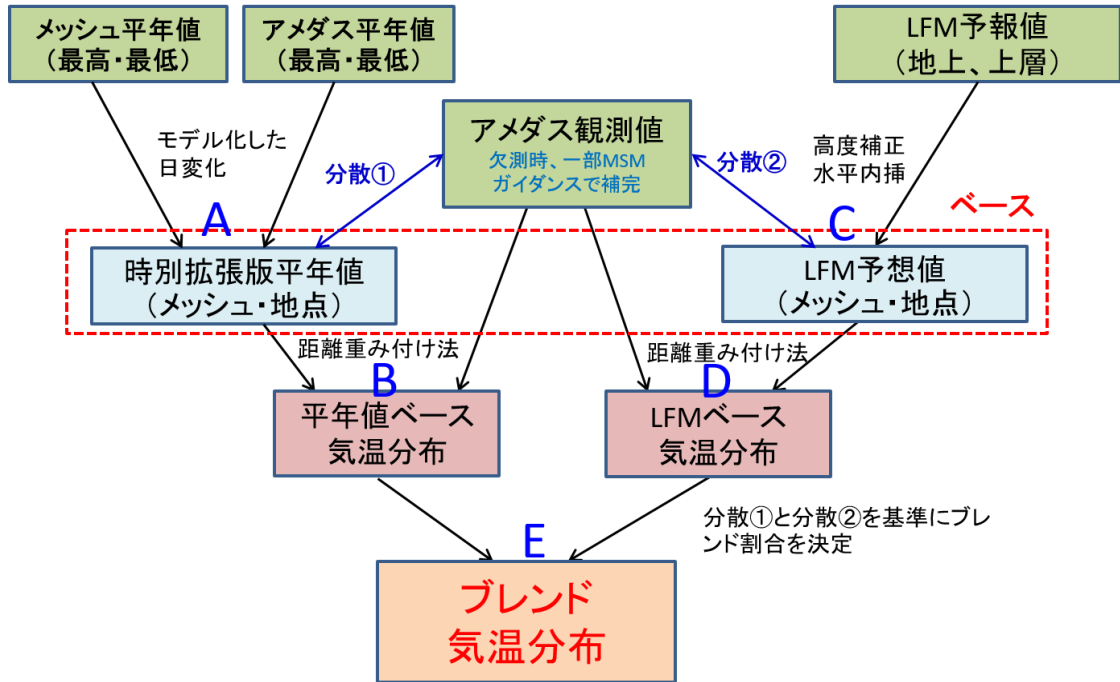 メッシュ平年値
(最高・最低)
アメダス平年値
(最高・最低)
LFM予報値
(地上、上層)
アメダス観測値
欠測時、一部MSM
ガイダンスで補完
モデル化した
日変化
分散①
分散②
高度補正
水平内挿
ベース
A
C
時別拡張版平年値
(メッシュ・地点)
LFM予想値
(メッシュ・地点)
距離重み付け法
距離重み付け法
B
D
平年値ベース
気温分布
LFMベース
気温分布
分散①と分散②を基準にブレ
ンド割合を決定
E
ブレンド
気温分布